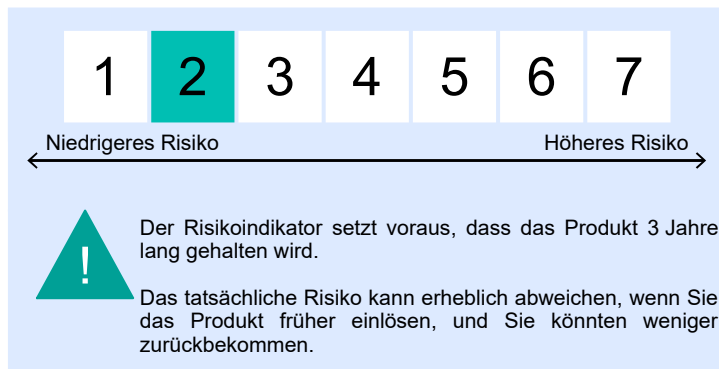 1 2 3 4 5 6 7
Niedrigeres Risiko Höheres Risiko
!
Der Risikoindikator setzt voraus, dass das Produkt 3 Jahre
lang gehalten wird.
Das tatsächliche Risiko kann erheblich abweichen, wenn Sie
das Produkt früher einlösen, und Sie könnten weniger
zurückbekommen.